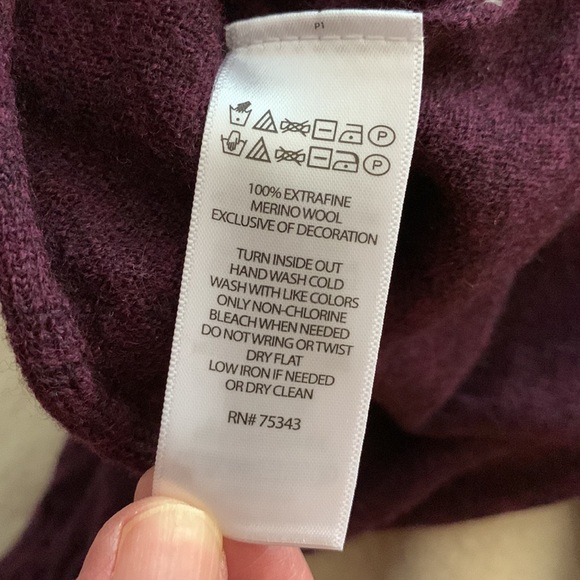 P1
P
P
100% EXTRAFINE
MERINO WOOL
EXCLUSIVE OF DECORATION
TURN INSIDE OUT
HAND WASH COLD
WASH WITH LIKE COLORS
ONLY NON-CHLORINE
BLEACH WHEN NEEDED
DO NOT WRING OR TWIST
DRY FLAT
LOW IRON IF NEEDED
OR DRY CLEAN
RN# 75343